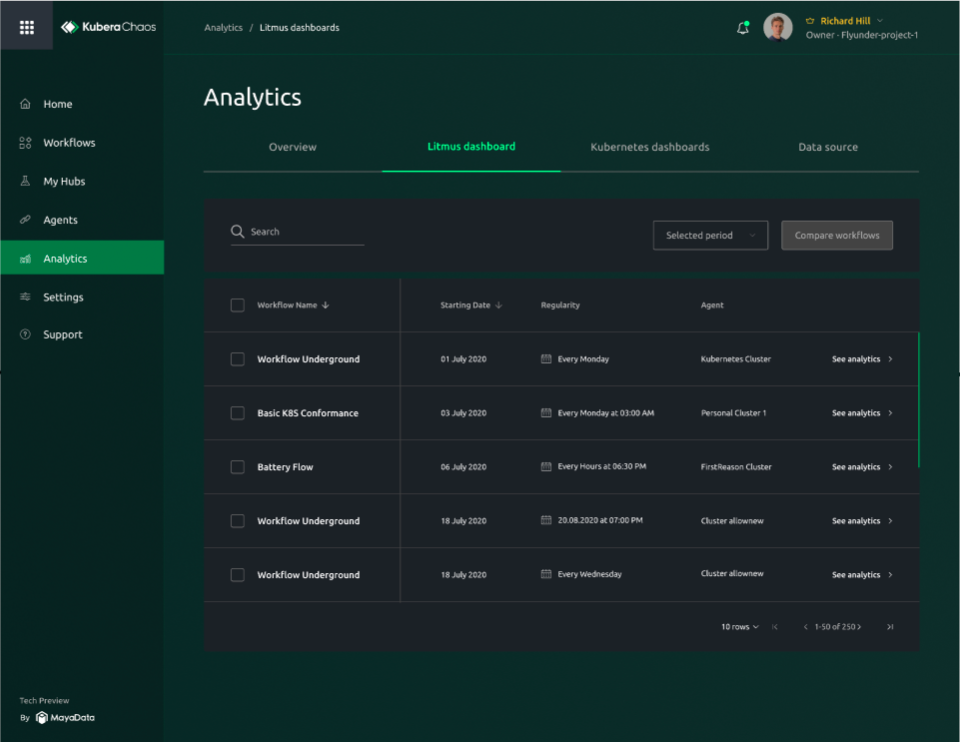 Kubera Chaos
Analytics / Litmus dashboards
Richard Hill
Owner - Flyunder-project-1
Home
Workflows
My Hubs
Agents
Analytics
Settings
Support
Tech Preview
By MayaData
Analytics
Overview Litmus dashboard Kubernetes dashboards Data source
Search Selected period Compare workflows
Workflow Name Starting Date Regularity Agent
Workflow Underground 01 July 2020 Every Monday Kubernetes Cluster See analytics
Basic K8S Conformance 03 July 2020 Every Monday at 03:00 AM Personal Cluster 1 See analytics
Battery Flow 06 July 2020 Every Hours at 06:30 PM FirstReason Cluster See analytics
Workflow Underground 18 July 2020 20.08.2020 at 07:00 PM Cluster allownew See analytics
Workflow Underground 18 July 2020 Every Wednesday Cluster allownew See analytics
10 rows 1-50 of 250